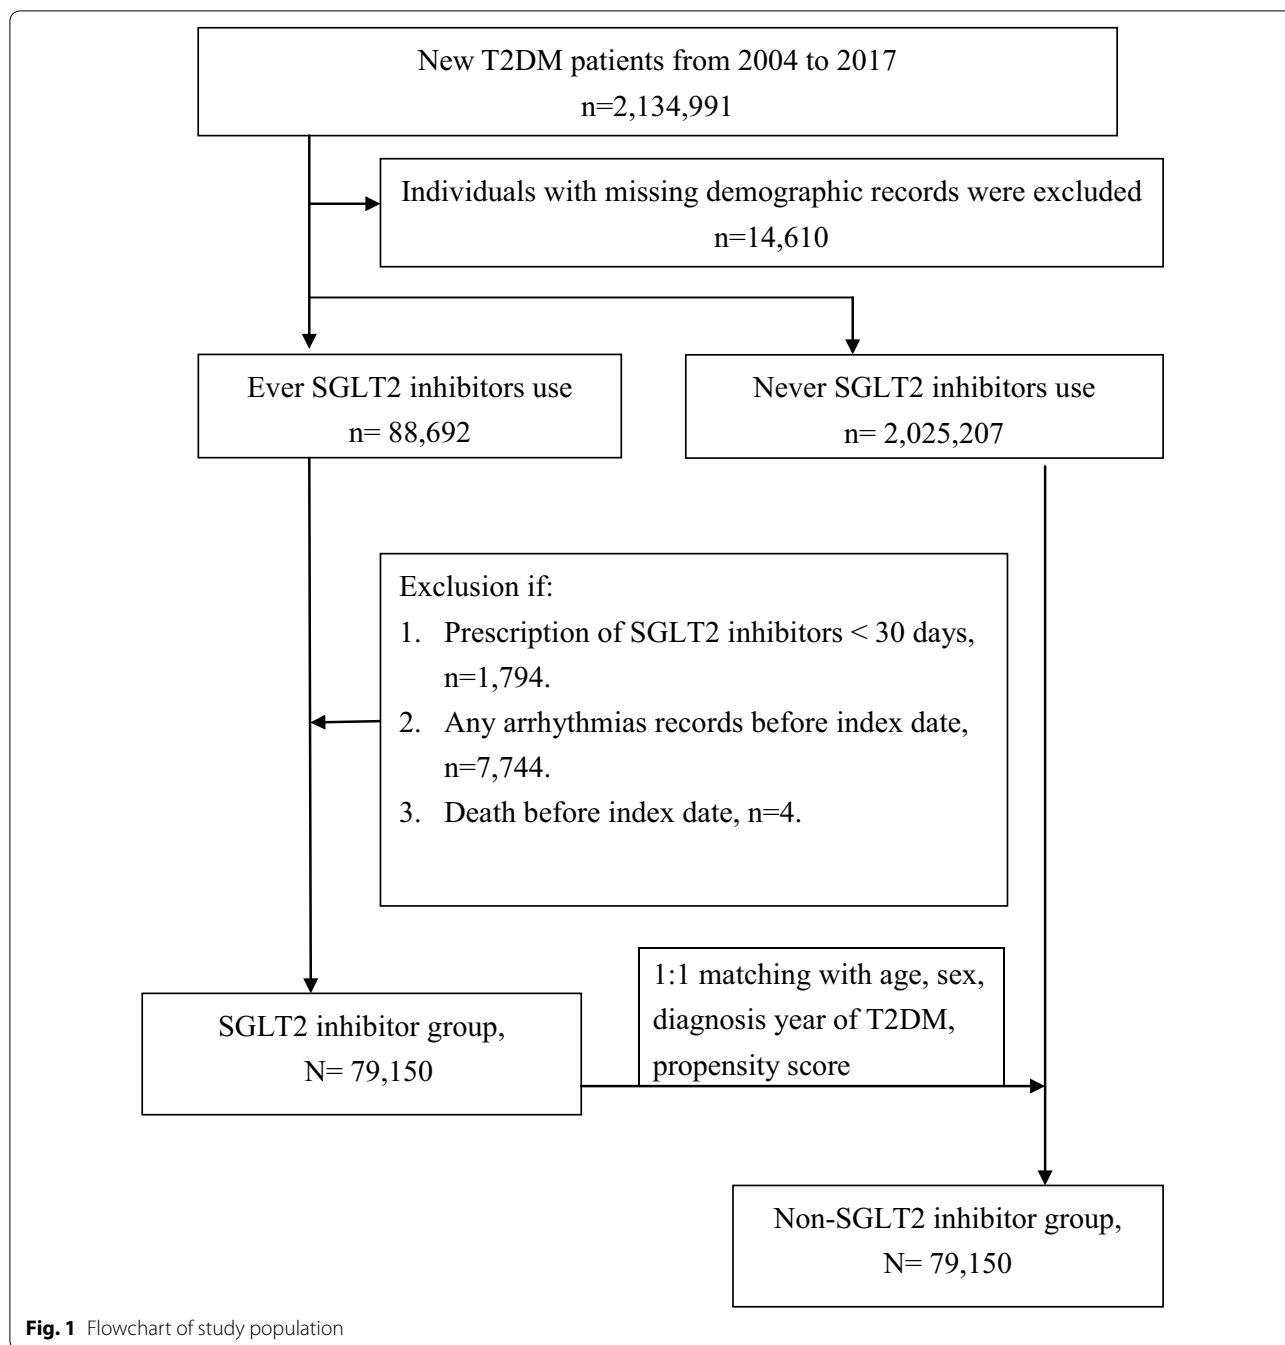 New T2DM patients from 2004 to 2017
n=2,134,991
Individuals with missing demographic records were excluded
n=14,610
Ever SGLT2 inhibitors use
n= 88,692
Never SGLT2 inhibitors use
n= 2,025,207
Exclusion if:
1. Prescription of SGLT2 inhibitors < 30 days,
n=1,794.
2. Any arrhythmias records before index date,
n=7,744.
3. Death before index date, n=4.
1:1 matching with age, sex,
diagnosis year of T2DM,
propensity score
SGLT2 inhibitor group,
N= 79,150
Non-SGLT2 inhibitor group,
N= 79,150
Fig. 1 Flowchart of study population